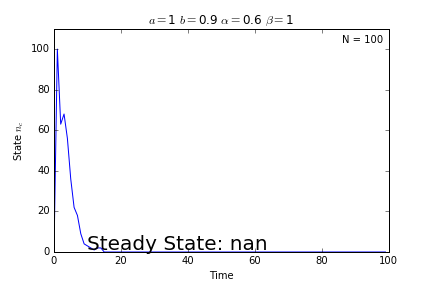 a = 1 b = 0.9 α = 0.6 β = 1
N = 100
100
80
60
40
20
0
State n_c
Steady State: nan
0 20 40 60 80 100
Time